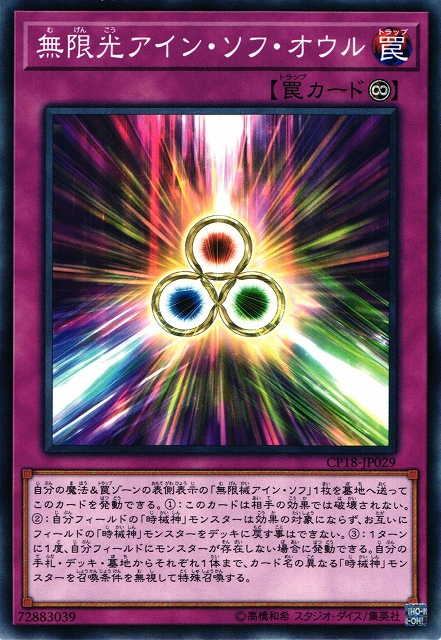 無限光アイン・ソフ・オウル 罠
【罠カード】
CP18-JP029
自分の魔法&罠ゾーンの表側表示の「無限械アイン・ソフ」1枚を墓地へ送って
このカードを発動できる。①:このカードは相手の効果では破壊されない。
②:自分フィールドの「時械神」モンスターは効果の対象にならず、お互いに
フィールドの「時械神」モンスターをデッキに戻す事はできない。③:1ターン
に1度、自分フィールドにモンスターが存在しない場合に発動できる。自分の
手札・デッキ・墓地からそれぞれ1体まで、カード名の異なる「時械神」モン
スターを召喚条件を無視して特殊召喚する。
72883039
©高橋和希 スタジオ・ダイス/集英社